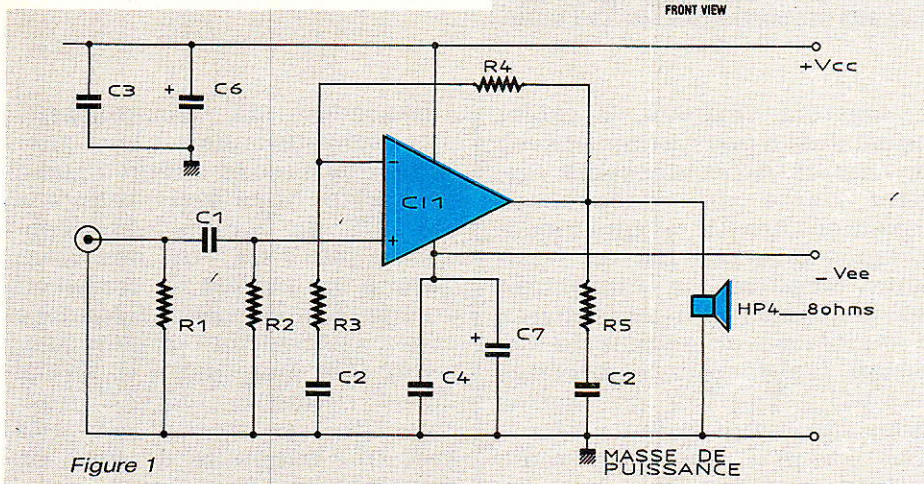 FRONT VIEW
+Vcc
R4
C3
+ C6
−
CI1
C1
+
_ Vee
R1
R2
R3
R5
HP4__8ohms
+ C7
C2
C4
C2
MASSE DE
PUISSANCE
Figure 1